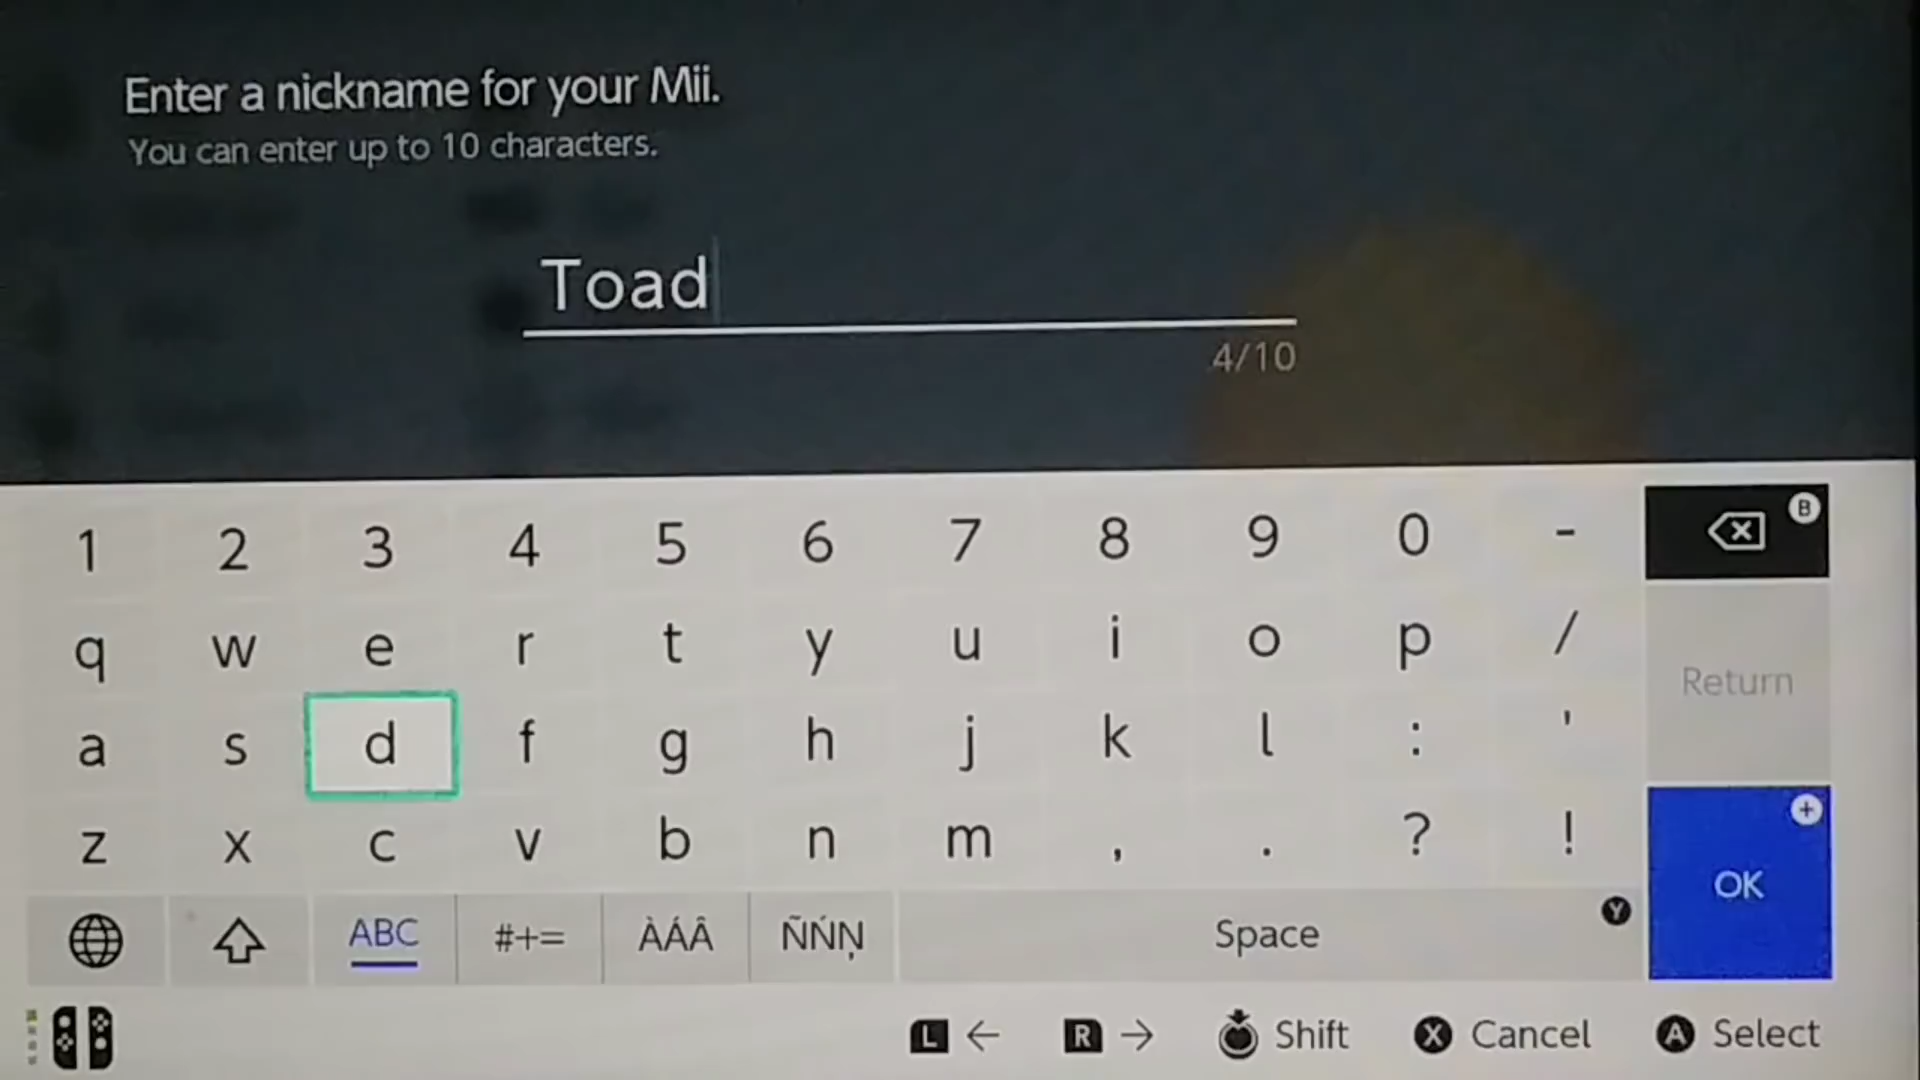 Enter a nickname for your Mii.
You can enter up to 10 characters.
Toad
4/10
1 2 3 4 5 6 7 8 9 0 - B
q w e r t y u i o p / Return
a s d f g h j k l : '
z x c v b n m , . ? ! + OK
ABC #+= ÀÁÂ ÑŃŅ Space Y
L ← R → Shift X Cancel A Select